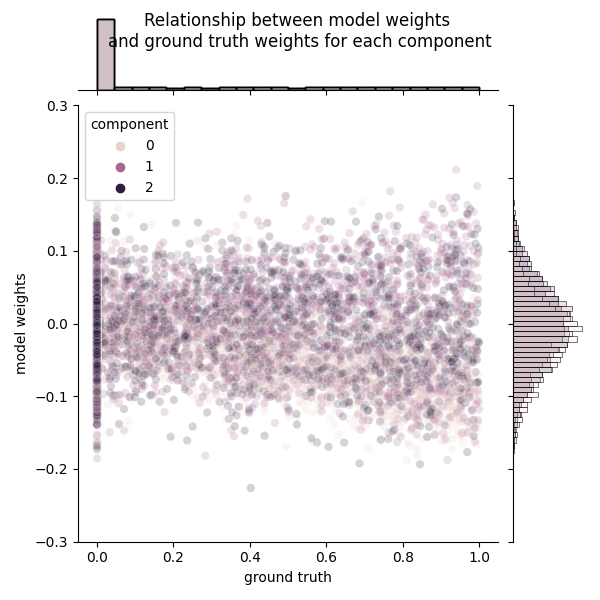 Relationship between model weights
and ground truth weights for each component
component
0
1
2
0.3
0.2
0.1
0.0
−0.1
−0.2
−0.3
model weights
0.0 0.2 0.4 0.6 0.8 1.0
ground truth